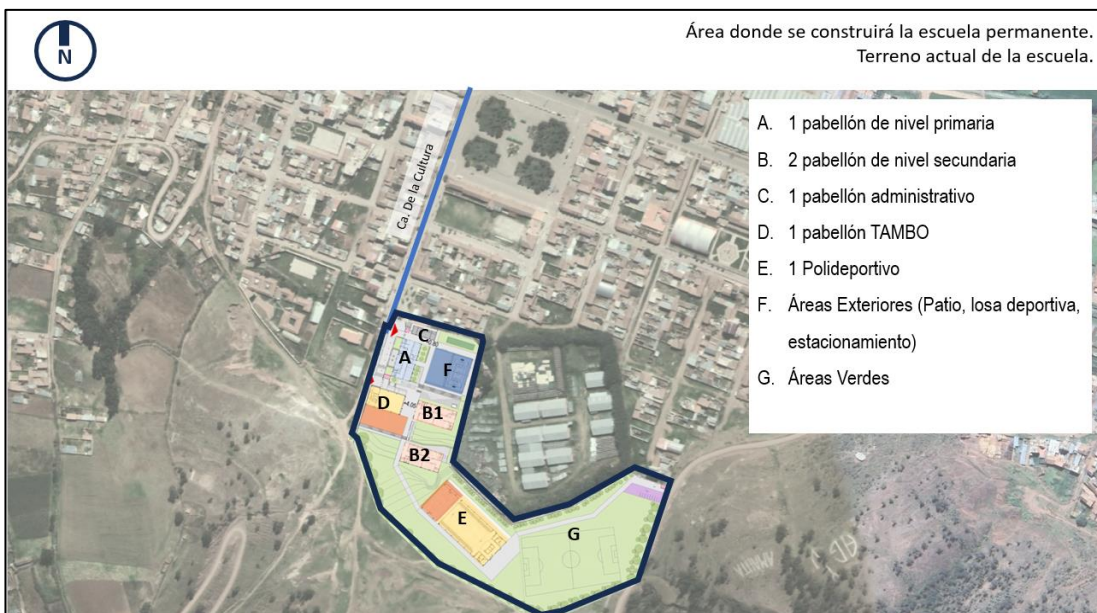 N
Área donde se construirá la escuela permanente.
Terreno actual de la escuela.
A. 1 pabellón de nivel primaria
B. 2 pabellón de nivel secundaria
C. 1 pabellón administrativo
D. 1 pabellón TAMBO
E. 1 Polideportivo
F. Áreas Exteriores (Patio, losa deportiva,
estacionamiento)
G. Áreas Verdes
Ca. De la Cultura
C
A
F
D
B1
B2
E
G